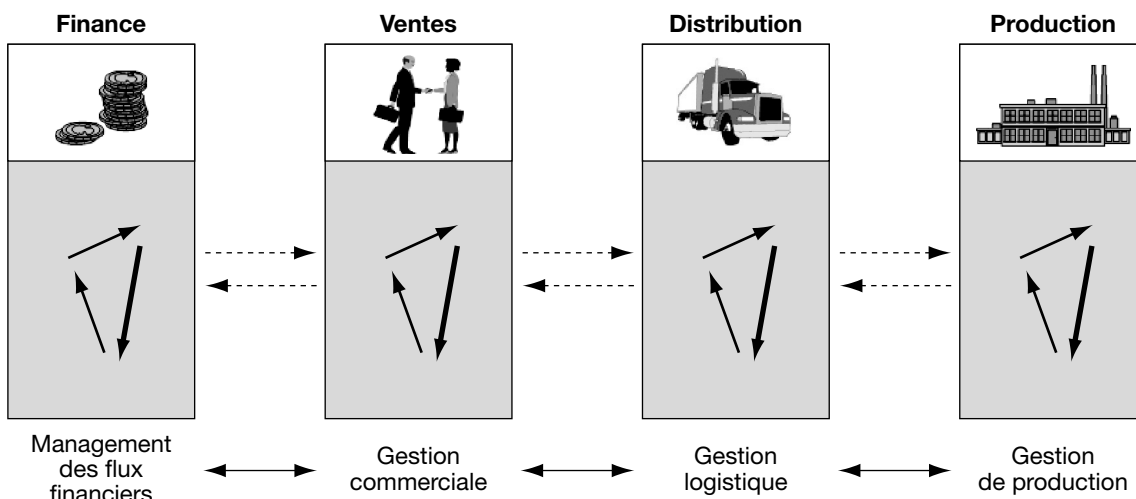 Finance
Ventes
Distribution
Production
Management
des flux
financiers
Gestion
commerciale
Gestion
logistique
Gestion
de production